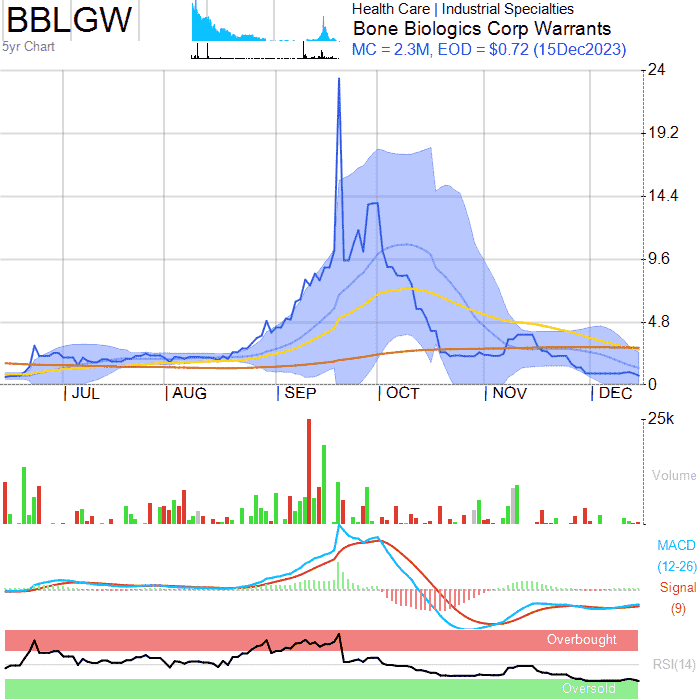 BBLGW
5yr Chart
Health Care | Industrial Specialties
Bone Biologics Corp Warrants
MC = 2.3M, EOD = $0.72 (15Dec2023)
24
19.2
14.4
9.6
4.8
0
JUL AUG SEP OCT NOV DEC
25k
Volume
MACD
(12-26)
Signal
(9)
Overbought
RSI(14)
Oversold